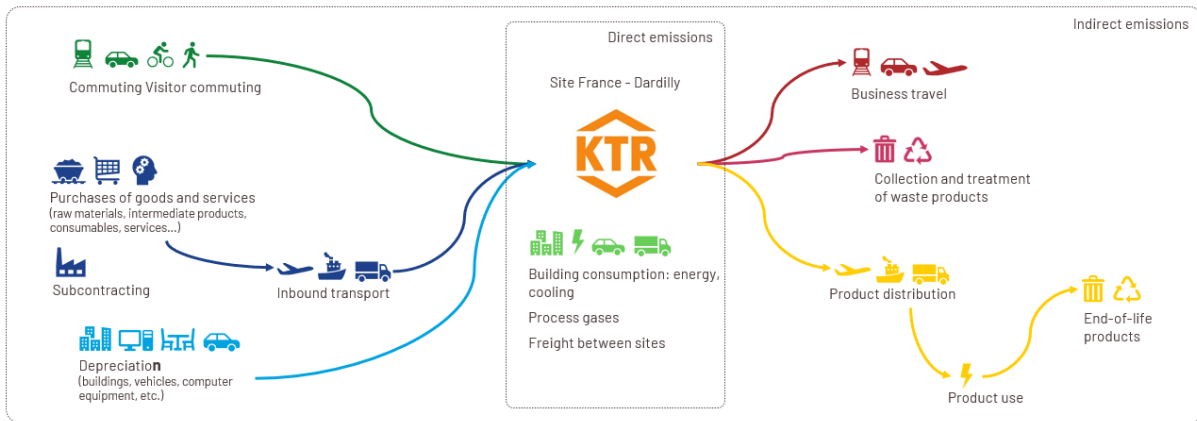 Direct emissions
Indirect emissions
Commuting Visitor commuting
Site France - Dardilly
KTR
Business travel
Purchases of goods and services
(raw materials, intermediate products,
consumables, services...)
Collection and treatment
of waste products
Subcontracting
Inbound transport
Building consumption: energy,
cooling
Process gases
Freight between sites
Product distribution
End-of-life
products
Depreciation
(buildings, vehicles, computer
equipment, etc.)
Product use